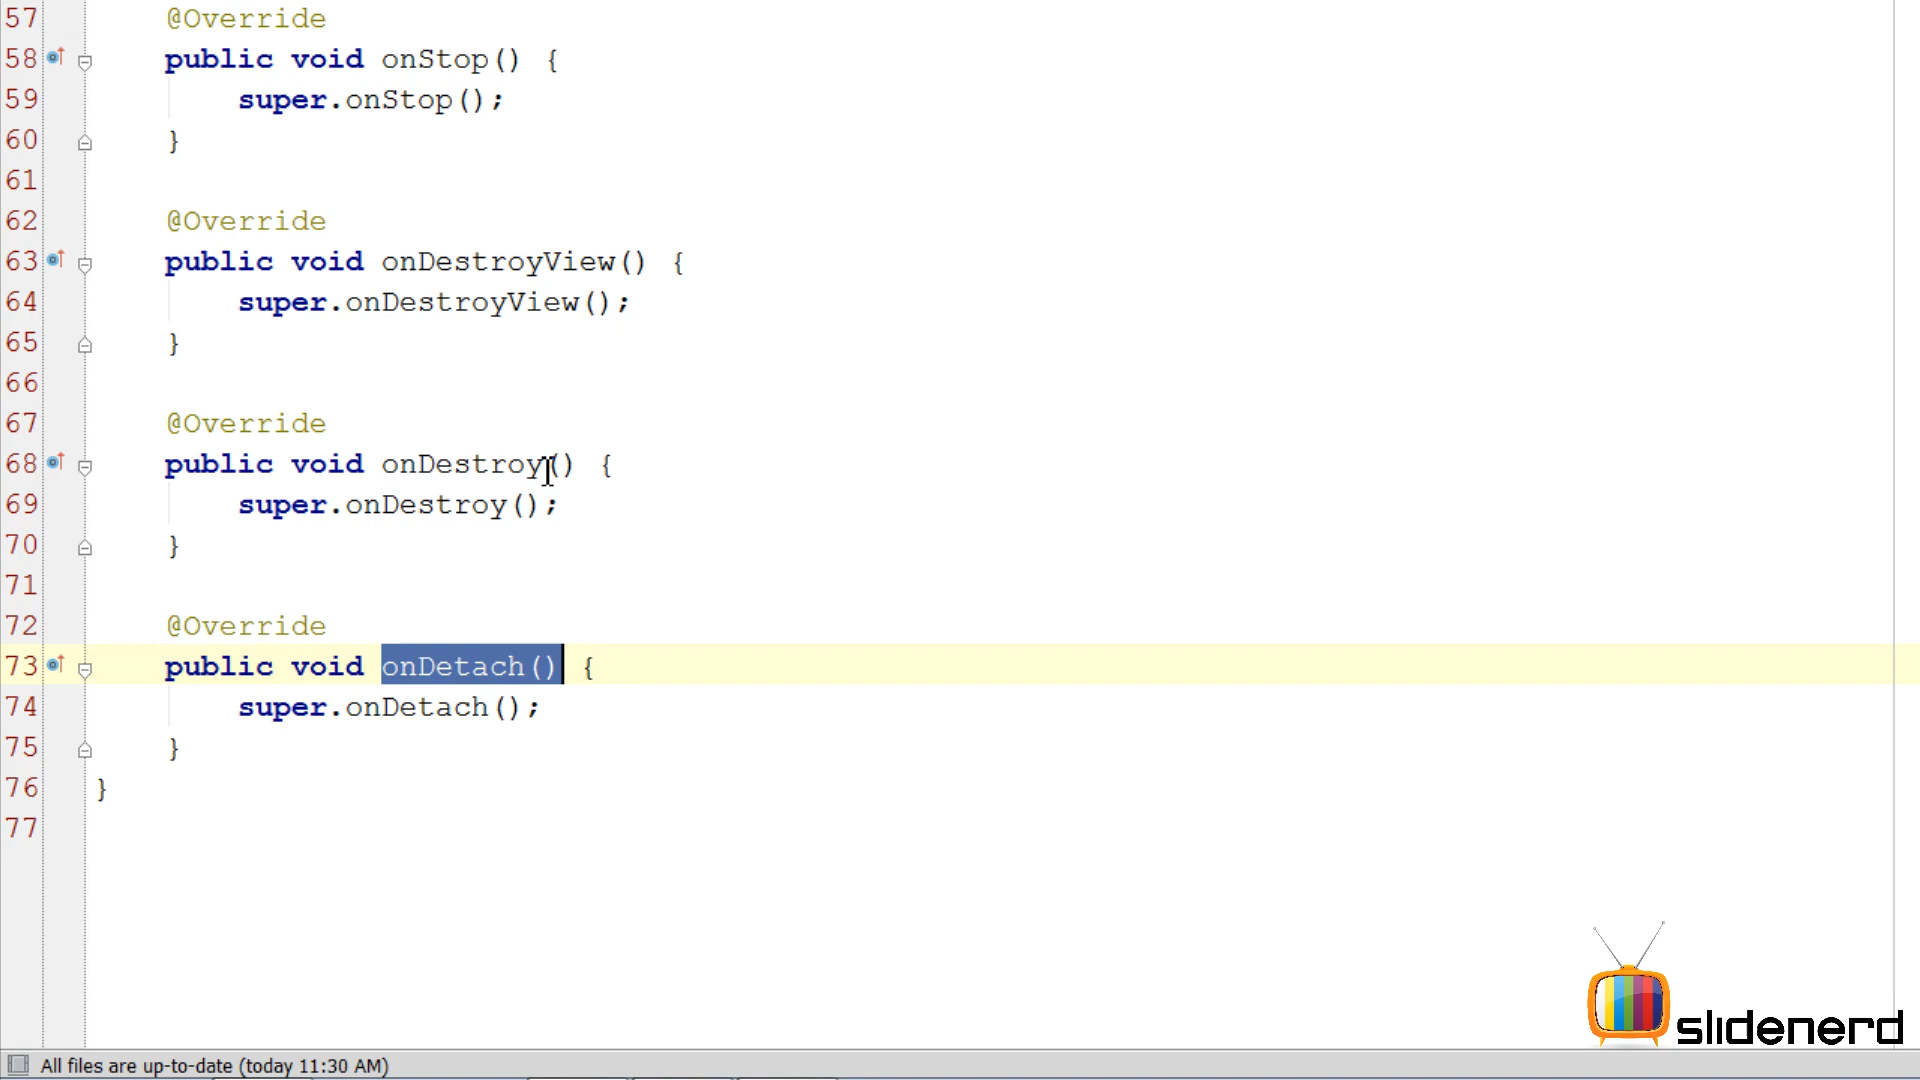 57 @Override
58 public void onStop() {
59 super.onStop();
60 }
61
62 @Override
63 public void onDestroyView() {
64 super.onDestroyView();
65 }
66
67 @Override
68 public void onDestroy() {
69 super.onDestroy();
70 }
71
72 @Override
73 public void onDetach() {
74 super.onDetach();
75 }
76 }
77
slidenerd
All files are up-to-date (today 11:30 AM)